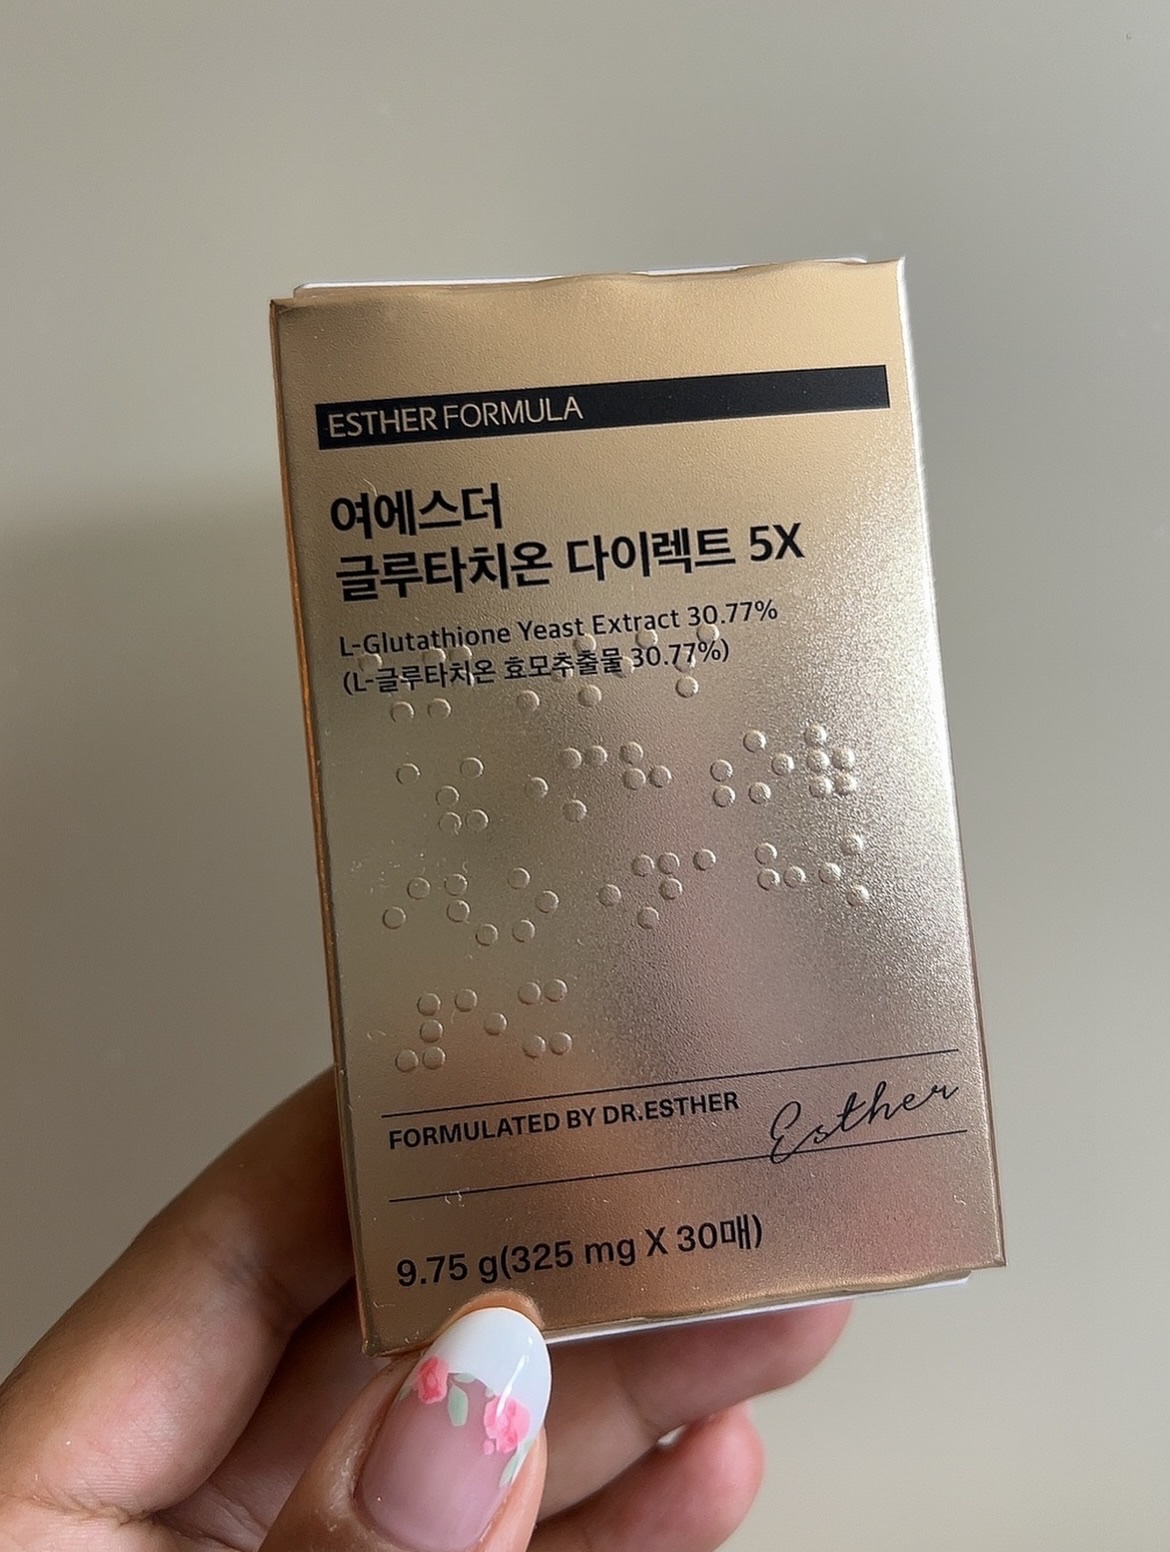 ESTHER FORMULA
여에스더
글루타치온 다이렉트 5X
L-Glutathione Yeast Extract 30.77%
(L-글루타치온 효모추출물 30.77%)
FORMULATED BY DR.ESTHER
Esther
9.75 g(325 mg X 30매)